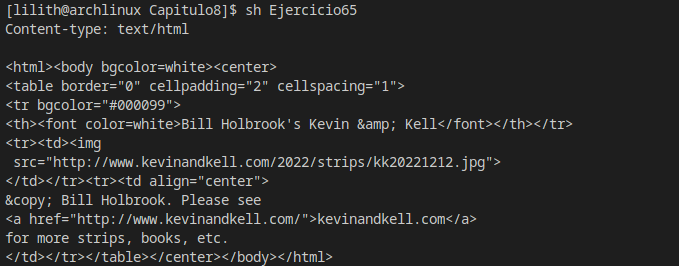 [lilith@archlinux Capitulo8]$ sh Ejercicio65
Content-type: text/html

<html><body bgcolor=white><center>
<table border="0" cellpadding="2" cellspacing="1">
<tr bgcolor="#000099">
<th><font color=white>Bill Holbrook's Kevin &amp; Kell</font></th></tr>
<tr><td><img
 src="http://www.kevinandkell.com/2022/strips/kk20221212.jpg">
</td></tr><tr><td align="center">
&copy; Bill Holbrook. Please see
<a href="http://www.kevinandkell.com/">kevinandkell.com</a>
for more strips, books, etc.
</td></tr></table></center></body></html>